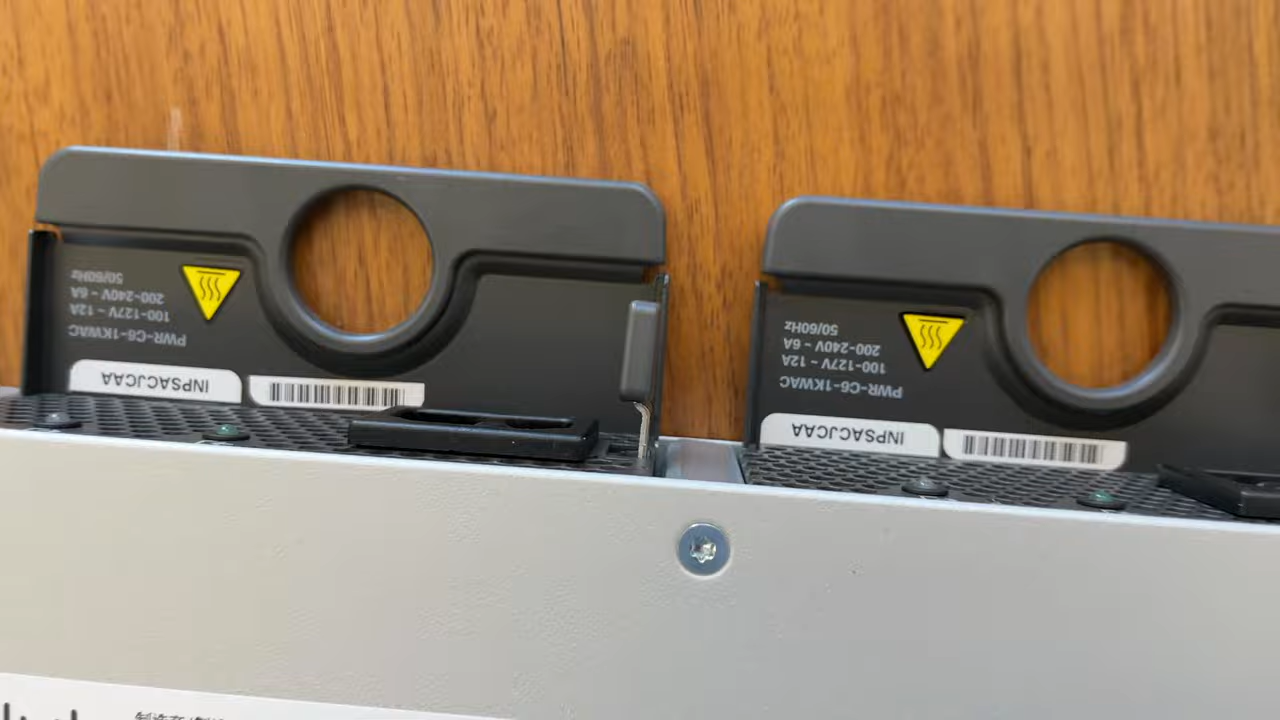 PWR-C6-1KWAC
100-127V ~ 12A
200-240V ~ 6A
50/60Hz
INPSACJCAA
PWR-C6-1KWAC
100-127V ~ 12A
200-240V ~ 6A
50/60Hz
INPSACJCAA